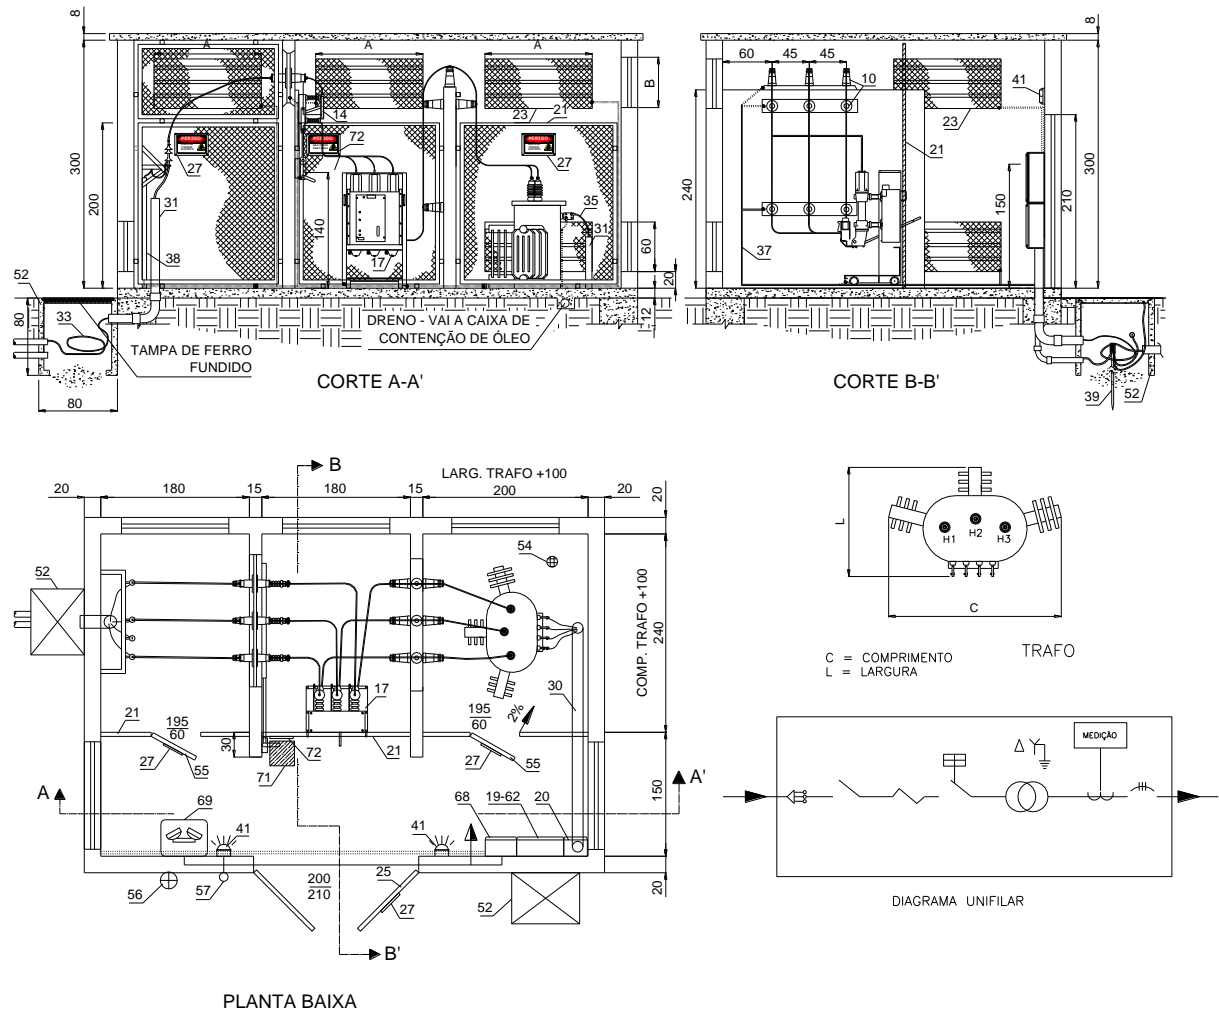 8
A
A
A
B
300
200
14
72
27
PERIGO
PERIGO
PERIGO
23
21
27
31
38
140
17
35
31
60
20
12
52
80
33
80
TAMPA DE FERRO
FUNDIDO
DRENO - VAI A CAIXA DE
CONTENÇÃO DE ÓLEO
CORTE A-A'
8
60
45
45
10
41
23
21
240
37
150
210
300
39
52
CORTE B-B'
B
LARG. TRAFO +100
20
180
15
180
15
200
20
20
52
54
COMP. TRAFO +100
240
30
17
21
195
60
27
55
30
72
71
21
195
60
2%
27
55
A
A'
150
69
41
41
68
19-62
20
56
57
200
210
25
27
52
20
B'
PLANTA BAIXA
L
H1
H2
H3
C
C = COMPRIMENTO
L = LARGURA
TRAFO
MEDIÇÃO
DIAGRAMA UNIFILAR